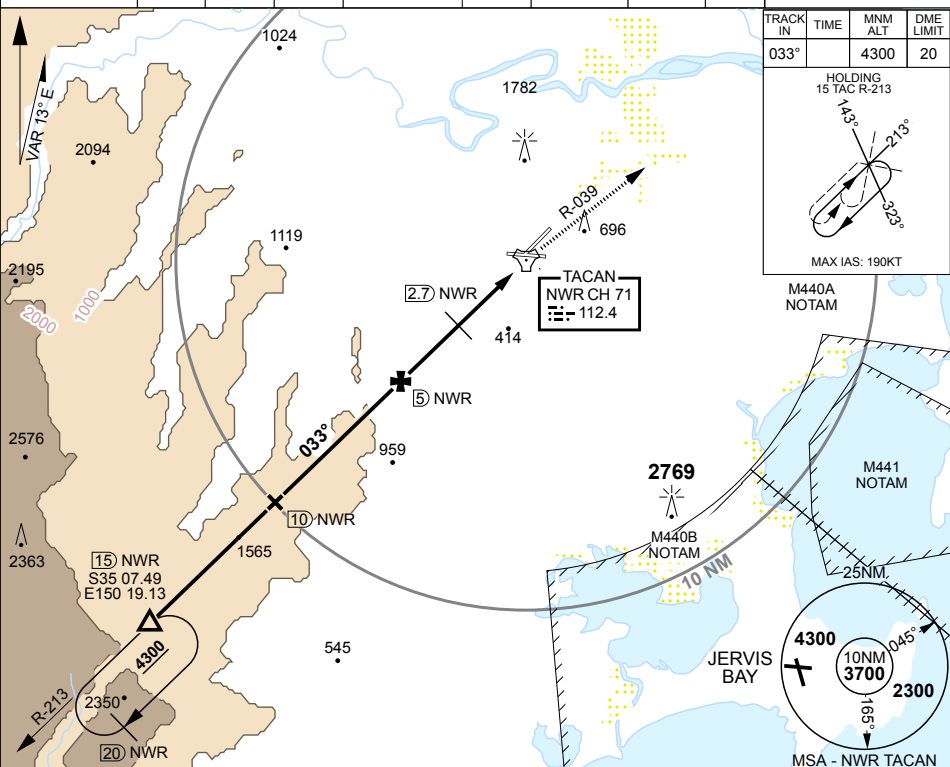 TRACK IN
TIME
MNM ALT
DME LIMIT
033°
4300
20
HOLDING
15 TAC R-213
143°
213°
323°
MAX IAS: 190KT
VAR 13° E
1024
1782
2094
R-039
696
1119
TACAN
NWR CH 71
112.4
2.7 NWR
414
2195
2000
1000
M440A
NOTAM
5 NWR
033°
2576
959
2769
M441
NOTAM
10 NWR
M440B
NOTAM
1565
2363
10 NM
15 NWR
S35 07.49
E150 19.13
25NM
4300
545
JERVIS
BAY
4300
045°
10NM
3700
2300
165°
R-213
2350
20 NWR
MSA - NWR TACAN